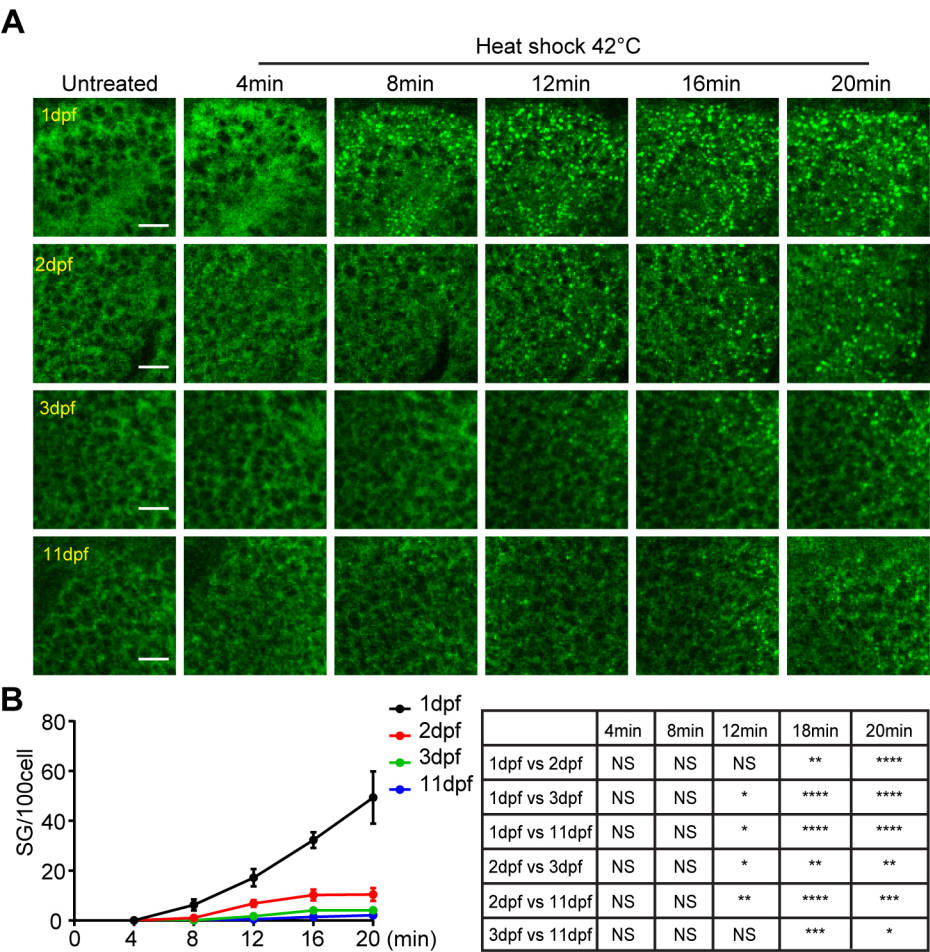 A
Heat shock 42°C
Untreated 4min 8min 12min 16min 20min
1dpf
2dpf
3dpf
11dpf
B
SG/100cell
80
60
40
20
0
0 4 8 12 16 20 (min)
1dpf
2dpf
3dpf
11dpf
4min 8min 12min 18min 20min
1dpf vs 2dpf NS NS NS ** ****
1dpf vs 3dpf NS NS * **** ****
1dpf vs 11dpf NS NS * **** ****
2dpf vs 3dpf NS NS * ** **
2dpf vs 11dpf NS NS ** **** ***
3dpf vs 11dpf NS NS NS *** *